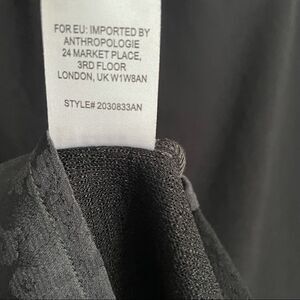 FOR EU: IMPORTED BY
ANTHROPOLOGIE
24 MARKET PLACE,
3RD FLOOR
LONDON, UK W1W8AN
STYLE# 2030833AN